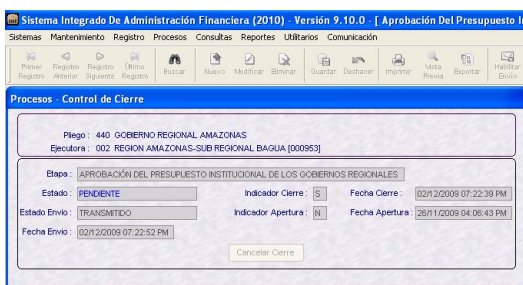 Sistema Integrado De Administración Financiera (2010) - Versión 9.10.0 - [ Aprobación Del Presupuesto I
Sistemas Mantenimiento Registro Procesos Consultas Reportes Utilitarios Comunicación
Primer Registro Registro Anterior Registro Siguiente Último Registro Buscar Nuevo Modificar Eliminar Guardar Deshacer Imprimir Vista Previa Exportar Habilitar Envío
Procesos - Control de Cierre
Pliego : 440 GOBIERNO REGIONAL AMAZONAS
Ejecutora : 002 REGION AMAZONAS-SUB REGIONAL BAGUA [000953]
Etapa : APROBACIÓN DEL PRESUPUESTO INSTITUCIONAL DE LOS GOBIERNOS REGIONALES
Estado : PENDIENTE Indicador Cierre : S Fecha Cierre : 02/12/2009 07:22:39 PM
Estado Envio : TRANSMITIDO Indicador Apertura : N Fecha Apertura : 26/11/2009 04:06:43 PM
Fecha Envio : 02/12/2009 07:22:52 PM
Cancelar Cierre